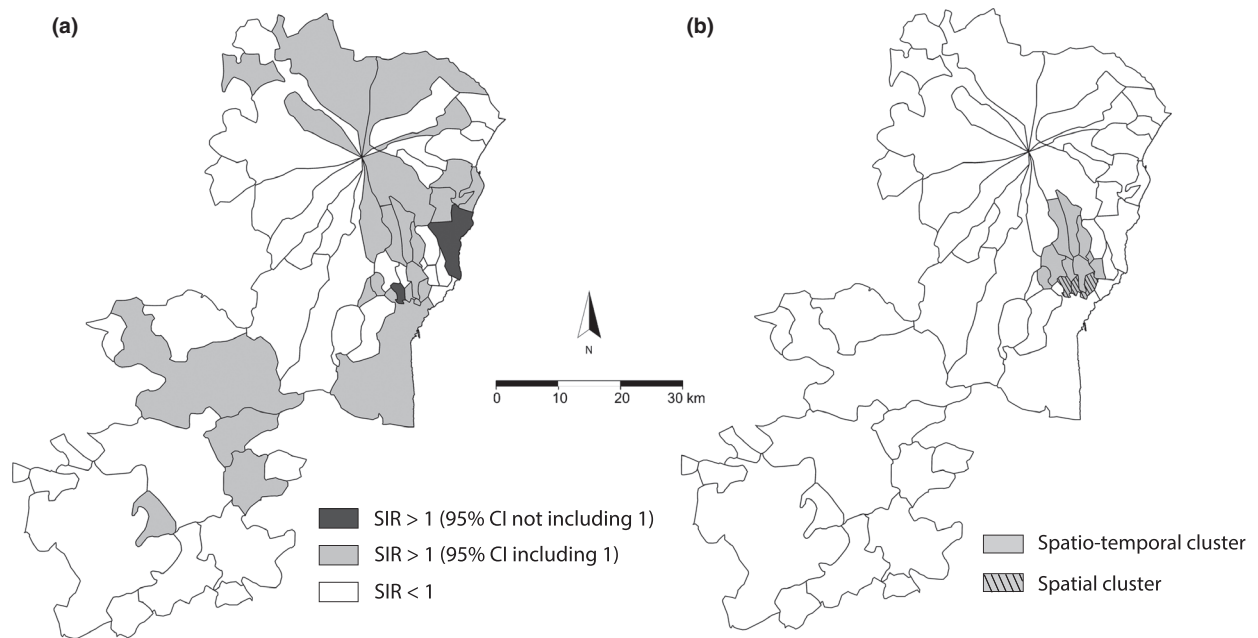 (a)
(b)
N
0 10 20 30 km
SIR > 1 (95% CI not including 1)
SIR > 1 (95% CI including 1)
SIR < 1
Spatio-temporal cluster
Spatial cluster